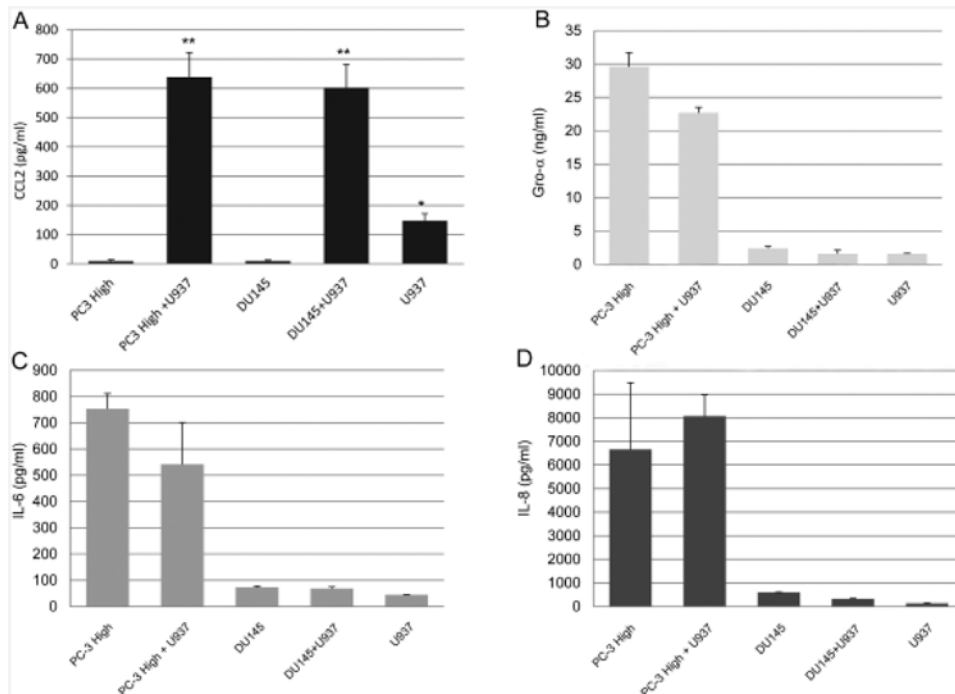 A
CCL2 (pg/ml)
800
700
600
500
400
300
200
100
0
**
**
*
PC3 High
PC3 High +U937
DU145
DU145+U937
U937
B
Gro-α (ng/ml)
35
30
25
20
15
10
5
0
PC-3 High
PC-3 High + U937
DU145
DU145+U937
U937
C
IL-6 (pg/ml)
900
800
700
600
500
400
300
200
100
0
PC-3 High
PC-3 High + U937
DU145
DU145+U937
U937
D
IL-8 (pg/ml)
10000
9000
8000
7000
6000
5000
4000
3000
2000
1000
0
PC-3 High
PC-3 High + U937
DU145
DU145+U937
U937